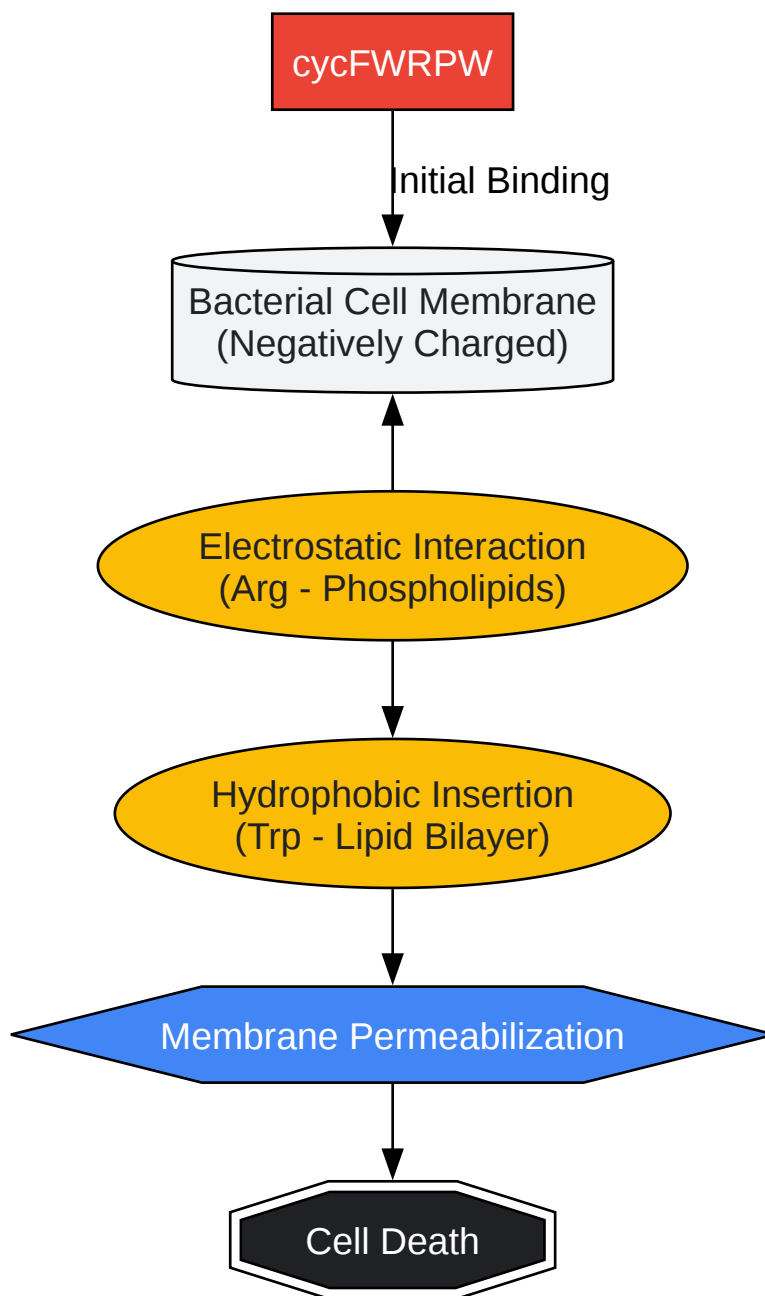 cycFWRPW
Initial Binding
Bacterial Cell Membrane
(Negatively Charged)
Electrostatic Interaction
(Arg - Phospholipids)
Hydrophobic Insertion
(Trp - Lipid Bilayer)
Membrane Permeabilization
Cell Death